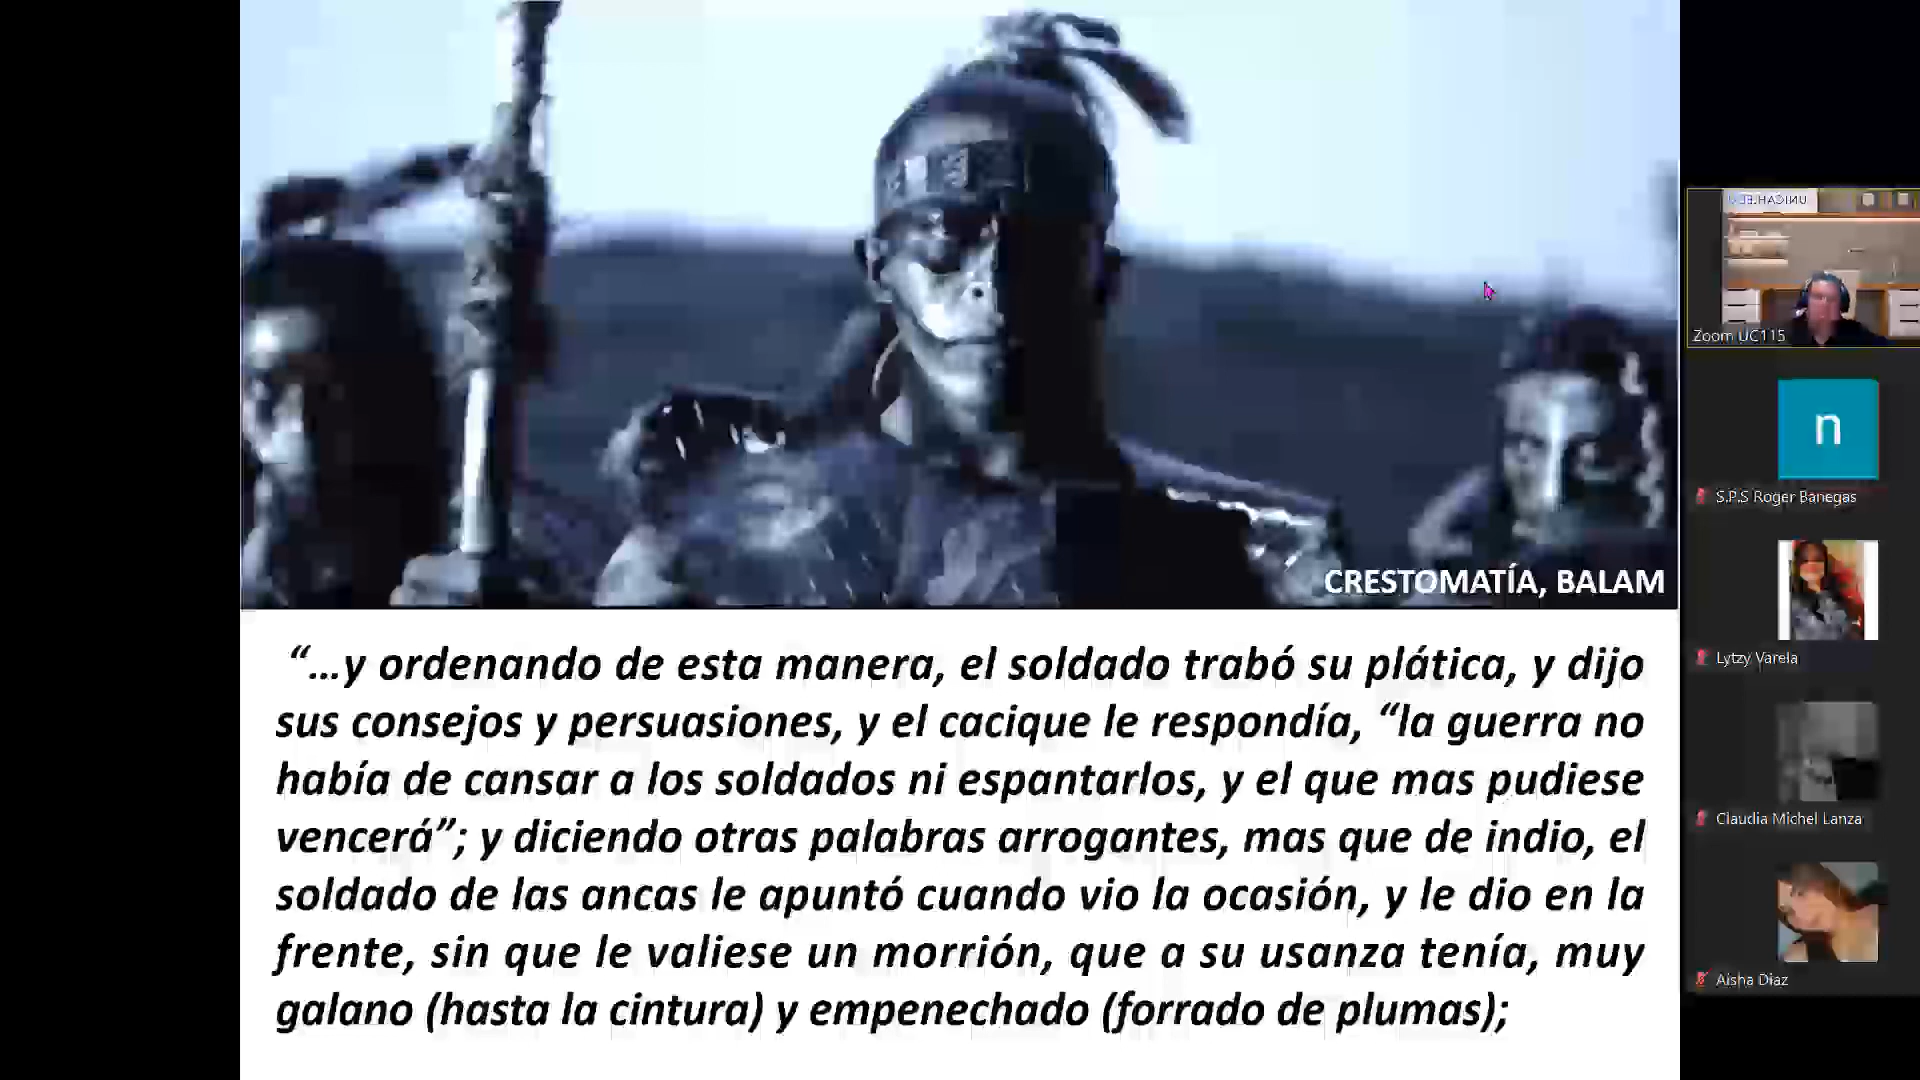 CRESTOMATÍA, BALAM
“...y ordenando de esta manera, el soldado trabó su plática, y dijo
sus consejos y persuasiones, y el cacique le respondía, “la guerra no
había de cansar a los soldados ni espantarlos, y el que mas pudiese
vencerá”; y diciendo otras palabras arrogantes, mas que de indio, el
soldado de las ancas le apuntó cuando vio la ocasión, y le dio en la
frente, sin que le valiese un morrión, que a su usanza tenía, muy
galano (hasta la cintura) y empenechado (forrado de plumas);
Zoom UC115
n
S.P.S Roger Banegas
Lytzy Varela
Claudia Michel Lanza
Aisha Diaz